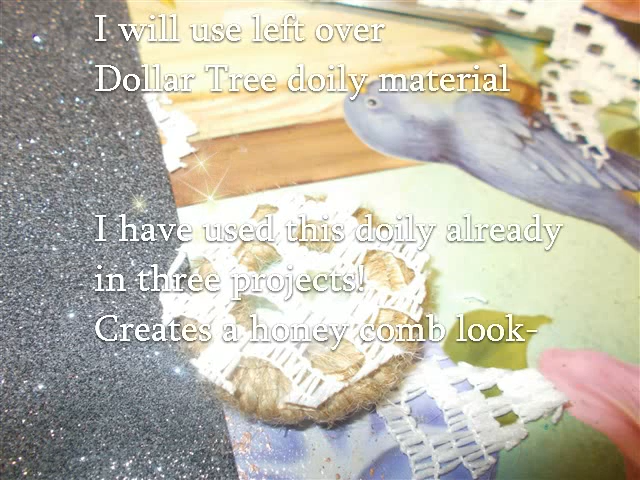 I will use left over
Dollar Tree doily material
I have used this doily already
in three projects!
Creates a honey comb look-